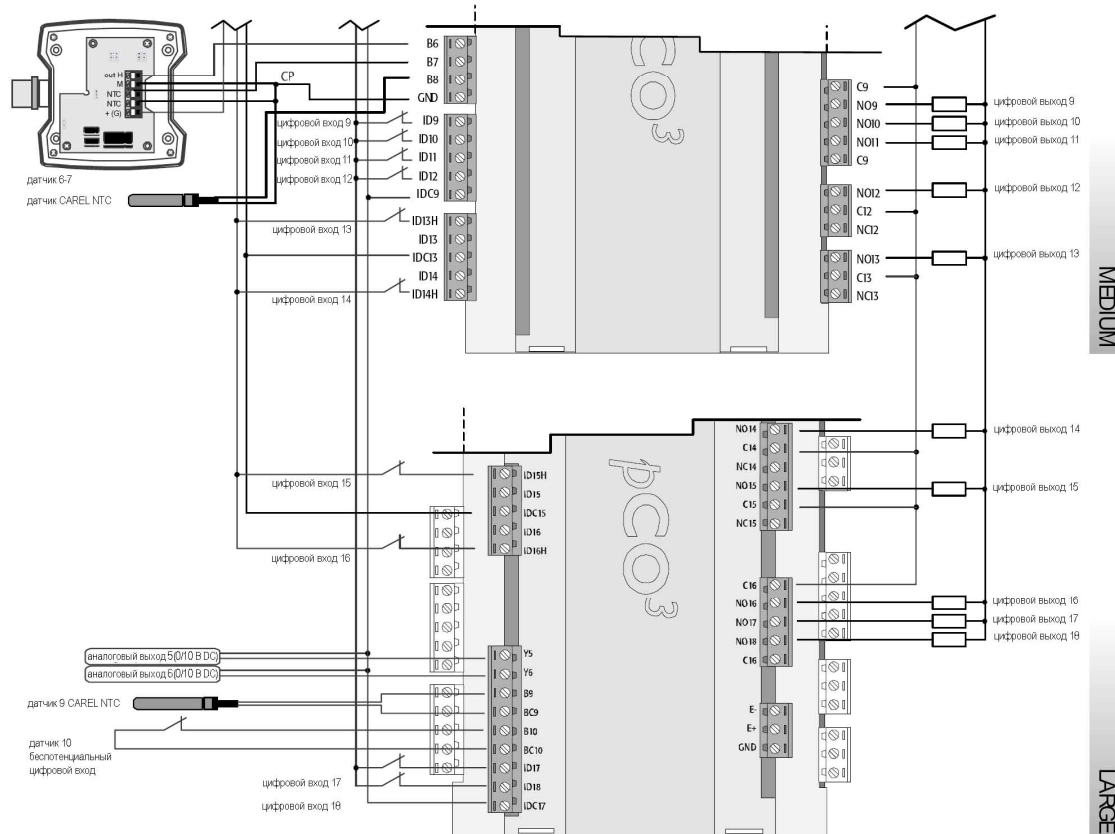 out H
M
NTC
NTC
+ (G)
датчик 6-7
датчик CAREL NTC
CP
B6
B7
B8
GND
цифровой вход 9
ID9
цифровой вход 10
ID10
цифровой вход 11
ID11
цифровой вход 12
ID12
IDC9
ID13H
цифровой вход 13
ID13
IDC13
ID14
цифровой вход 14
ID14H
pCO3
C9
NO9
цифровой выход 9
NO10
цифровой выход 10
NO11
цифровой выход 11
C9
NO12
цифровой выход 12
C12
NC12
NO13
цифровой выход 13
C13
NC13
MEDIUM
цифровой вход 15
ID15H
ID15
IDC15
ID16
цифровой вход 16
ID16H
аналоговый выход 5(0/10 В DC)
Y5
аналоговый выход 6(0/10 В DC)
Y6
датчик 9 CAREL NTC
B9
BC9
датчик 10
беспотенциальный
цифровой вход
B10
BC10
цифровой вход 17
ID17
ID18
цифровой вход 18
IDC17
pCO3
NO14
цифровой выход 14
C14
NC14
NO15
цифровой выход 15
C15
NC15
C16
NO16
цифровой выход 16
NO17
цифровой выход 17
NO18
цифровой выход 18
C16
E-
E+
GND
LARGE